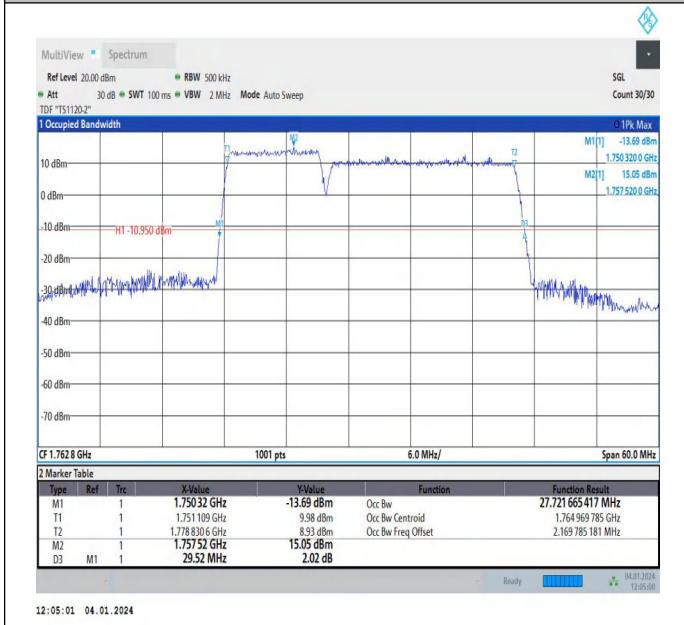 R&S
MultiView Spectrum
Ref Level 20.00 dBm RBW 500 kHz SGL
Att 30 dB SWT 100 ms VBW 2 MHz Mode Auto Sweep Count 30/30
TDF "TS1120-2"
1 Occupied Bandwidth 1Pk Max
M1[1] -13.69 dBm
1.750 320 0 GHz
M2[1] 15.05 dBm
1.757 520 0 GHz
T1
M2
T2
10 dBm
0 dBm
-10 dBm
H1 -10.950 dBm
M1
D3
-20 dBm
-30 dBm
-40 dBm
-50 dBm
-60 dBm
-70 dBm
CF 1.762 8 GHz 1001 pts 6.0 MHz/ Span 60.0 MHz
2 Marker Table
Type Ref Trc X-Value Y-Value Function Function Result
M1 1 1.75032 GHz -13.69 dBm Occ Bw 27.721 665 417 MHz
T1 1 1.751 109 GHz 9.98 dBm Occ Bw Centroid 1.764 969 785 GHz
T2 1 1.778 830 6 GHz 8.93 dBm Occ Bw Freq Offset 2.169 785 181 MHz
M2 1 1.75752 GHz 15.05 dBm
D3 M1 1 29.52 MHz 2.02 dB
Ready 04.01.2024
12:05:00
12:05:01 04.01.2024